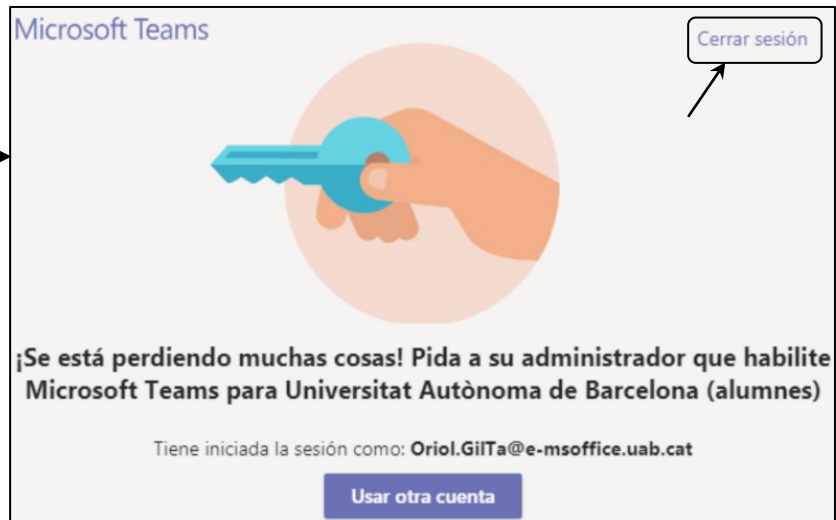 Microsoft Teams
Cerrar sesión
¡Se está perdiendo muchas cosas! Pida a su administrador que habilite
Microsoft Teams para Universitat Autònoma de Barcelona (alumnes)
Tiene iniciada la sesión como: Oriol.GilTa@e-msoffice.uab.cat
Usar otra cuenta